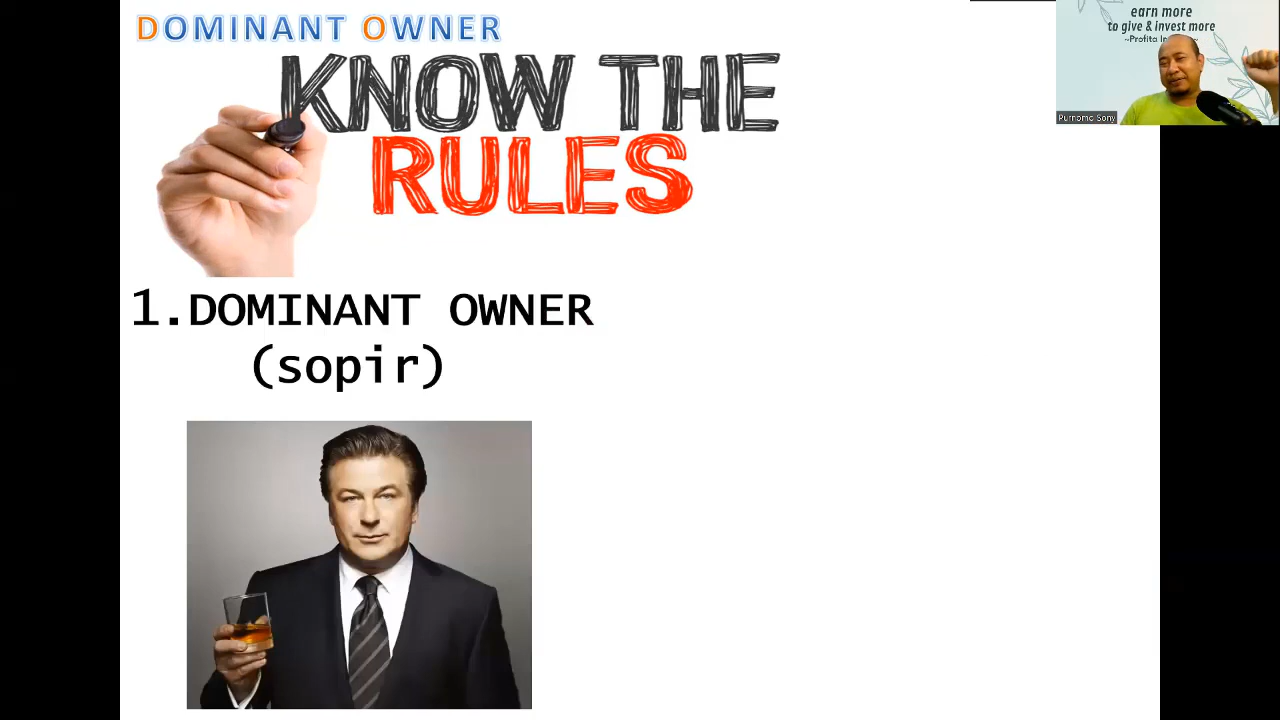 DOMINANT OWNER
KNOW THE
RULES
1.DOMINANT OWNER
(sopir)
earn more
to give & invest more
Purnomo Sony